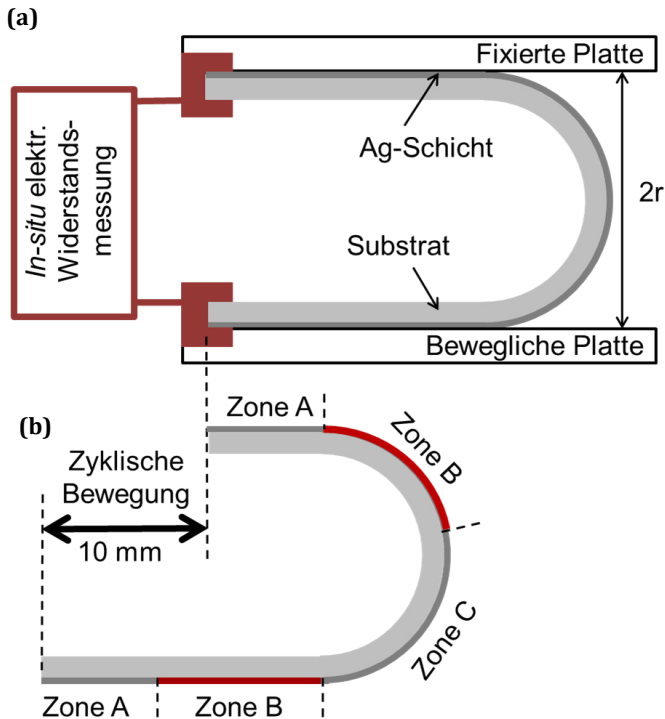 (a)
Fixierte Platte
In-situ elektr.
Widerstands-
messung
Ag-Schicht
2r
Substrat
Bewegliche Platte
(b)
Zone A
Zone B
Zyklische
Bewegung
10 mm
Zone C
Zone A
Zone B